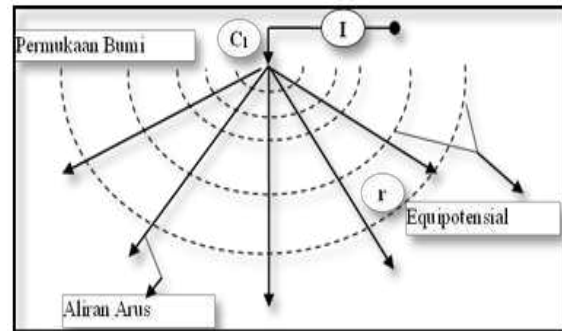 C1
I
Permukaan Bumi
r
Equipotensial
Aliran Arus